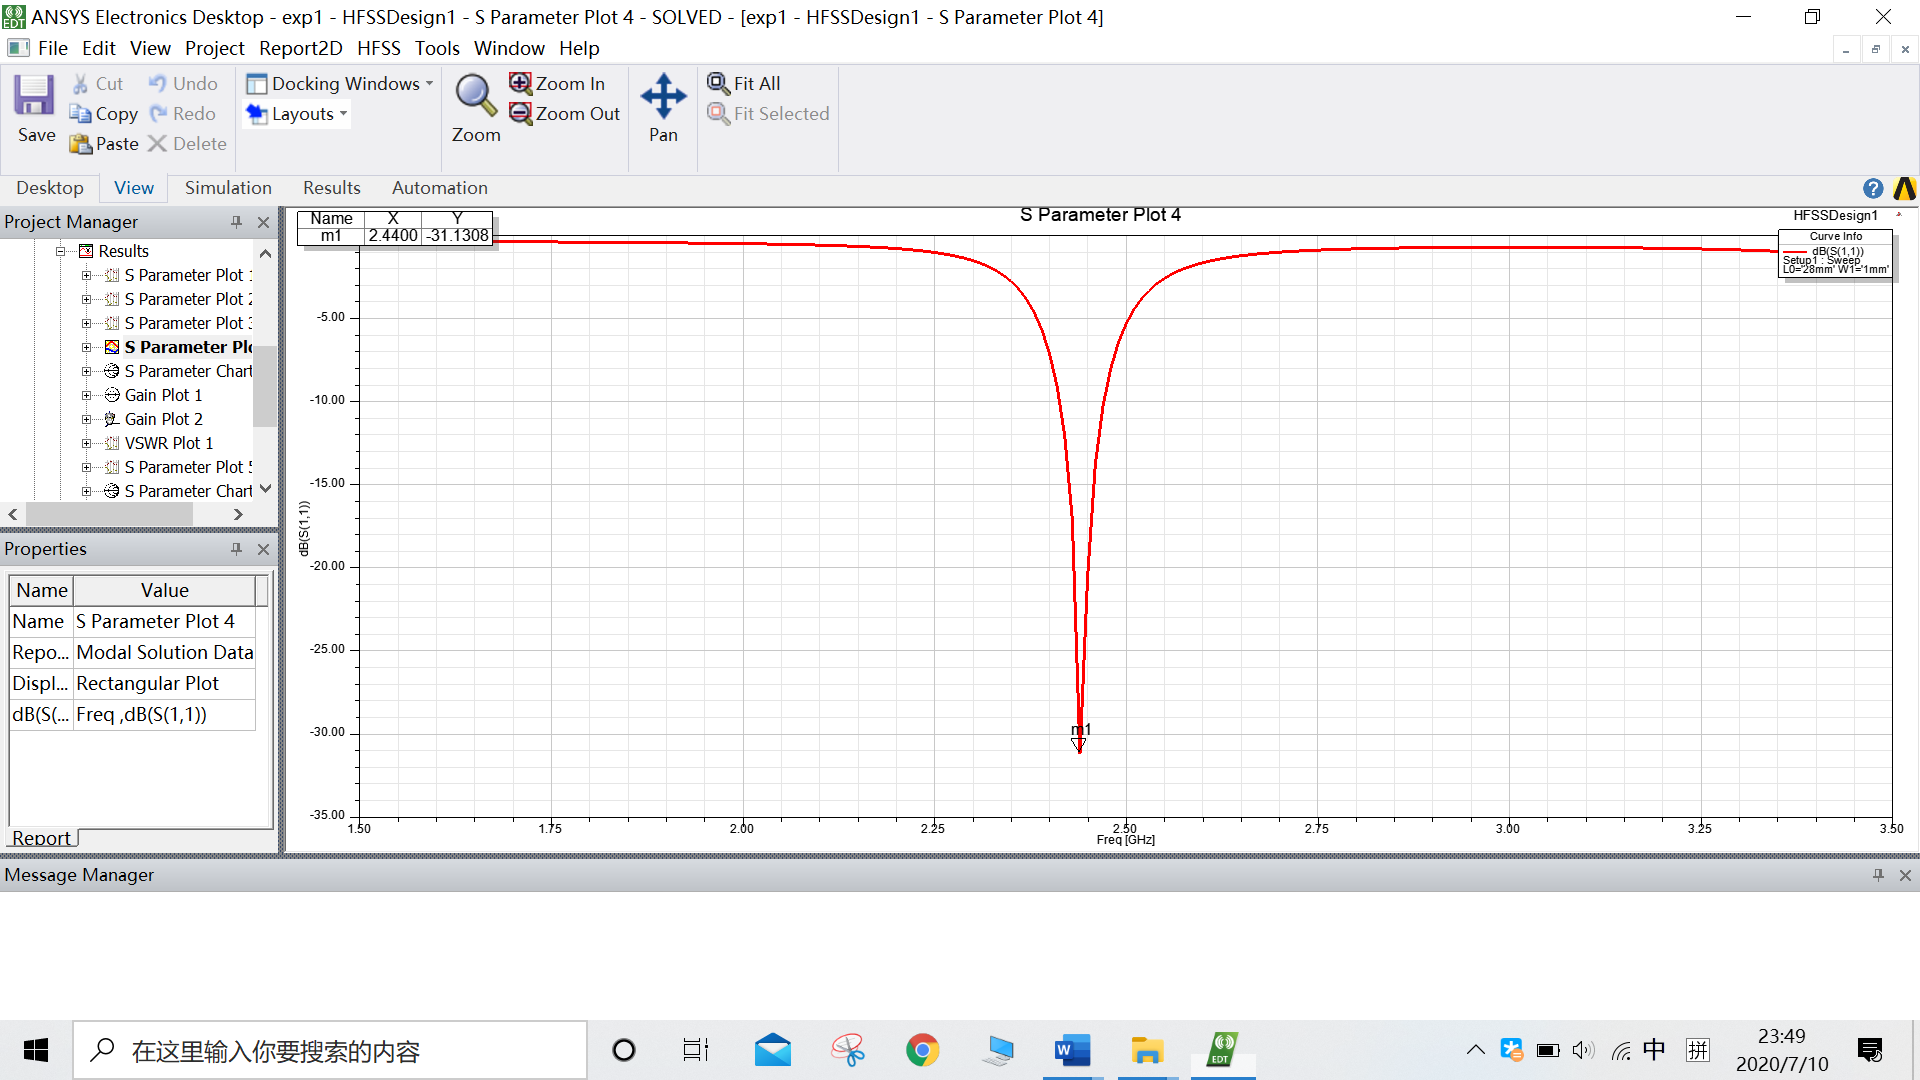 ANSYS Electronics Desktop - exp1 - HFSSDesign1 - S Parameter Plot 4 - SOLVED - [exp1 - HFSSDesign1 - S Parameter Plot 4]
File Edit View Project Report2D HFSS Tools Window Help
Save
Cut
Copy
Paste
Undo
Redo
Delete
Docking Windows
Layouts
Zoom
Zoom In
Zoom Out
Pan
Fit All
Fit Selected
Desktop View Simulation Results Automation
Project Manager
Results
S Parameter Plot
S Parameter Plot 2
S Parameter Plot 3
S Parameter Plo
S Parameter Chart
Gain Plot 1
Gain Plot 2
VSWR Plot 1
S Parameter Plot 5
S Parameter Chart
Properties
Name Value
Name S Parameter Plot 4
Repo... Modal Solution Data
Displ... Rectangular Plot
dB(S(... Freq ,dB(S(1,1))
Report
S Parameter Plot 4
HFSSDesign1
Name X Y
m1 2.4400 -31.1308
Curve Info
dB(S(1,1))
Setup1 : Sweep
L0='28mm' W1='1mm'
-5.00
-10.00
-15.00
-20.00
-25.00
-30.00
-35.00
dB(S(1,1))
m1
1.50 1.75 2.00 2.25 2.50 2.75 3.00 3.25 3.50
Freq [GHz]
Message Manager
在这里输入你要搜索的内容
EDT
中
拼
23:49
2020/7/10